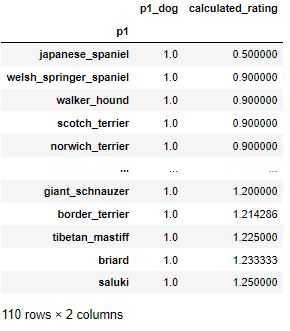 p1_dog calculated_rating
p1
japanese_spaniel 1.0 0.500000
welsh_springer_spaniel 1.0 0.900000
walker_hound 1.0 0.900000
scotch_terrier 1.0 0.900000
norwich_terrier 1.0 0.900000
... ... ...
giant_schnauzer 1.0 1.200000
border_terrier 1.0 1.214286
tibetan_mastiff 1.0 1.225000
briard 1.0 1.233333
saluki 1.0 1.250000
110 rows × 2 columns